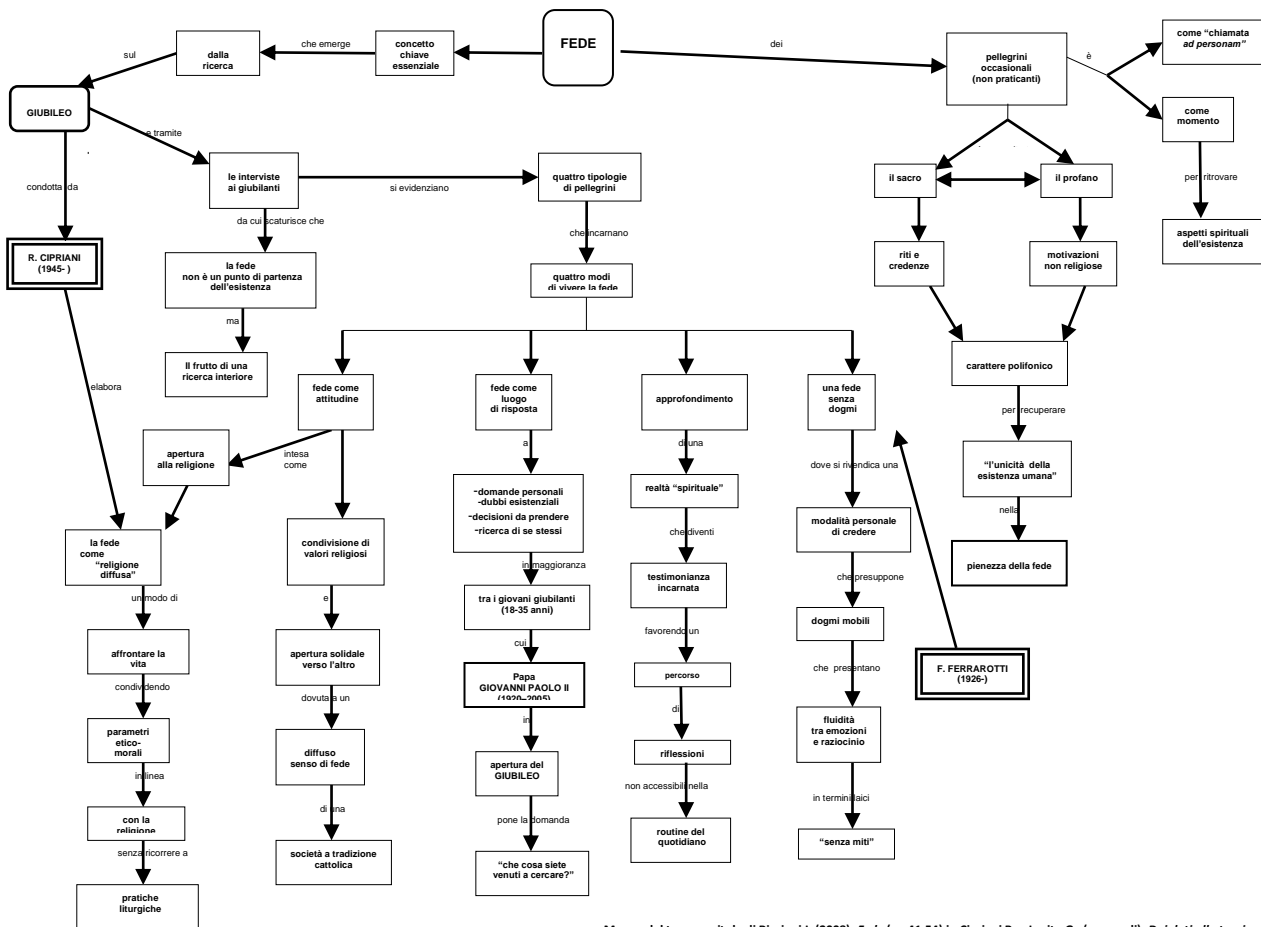 FEDE
concetto
chiave
essenziale
che emerge
dalla
ricerca
sul
GIUBILEO
condotta da
R. CIPRIANI
(1945- )
elabora
e tramite
le interviste
ai giubilanti
da cui scaturisce che
la fede
non è un punto di partenza
dell'esistenza
ma
Il frutto di una
ricerca interiore
si evidenziano
quattro tipologie
di pellegrini
che incarnano
quattro modi
di vivere la fede
fede come
attitudine
intesa
come
apertura
alla religione
la fede
come
"religione
diffusa"
un modo di
affrontare la
vita
condividendo
parametri
etico-
morali
in linea
con la
religione
senza ricorrere a
pratiche
liturgiche
condivisione di
valori religiosi
e
apertura solidale
verso l'altro
dovuta a un
diffuso
senso di fede
di una
società a tradizione
cattolica
fede come
luogo
di risposta
a
-domande personali
-dubbi esistenziali
-decisioni da prendere
-ricerca di se stessi
in maggioranza
tra i giovani giubilanti
(18-35 anni)
cui
Papa
GIOVANNI PAOLO II
(1920–2005)
in
apertura del
GIUBILEO
pone la domanda
"che cosa siete
venuti a cercare?"
approfondimento
di una
realtà "spirituale"
che diventi
testimonianza
incarnata
favorendo un
percorso
di
riflessioni
non accessibili nella
routine del
quotidiano
una fede
senza
dogmi
dove si rivendica una
modalità personale
di credere
che presuppone
dogmi mobili
che presentano
fluidità
tra emozioni
e raziocinio
in termini laici
"senza miti"
F. FERRAROTTI
(1926-)
dei
pellegrini
occasionali
(non praticanti)
è
come "chiamata
ad personam"
come
momento
per ritrovare
aspetti spirituali
dell'esistenza
il sacro
il profano
riti e
credenze
motivazioni
non religiose
carattere polifonico
per recuperare
"l'unicità della
esistenza umana"
nella
pienezza della fede